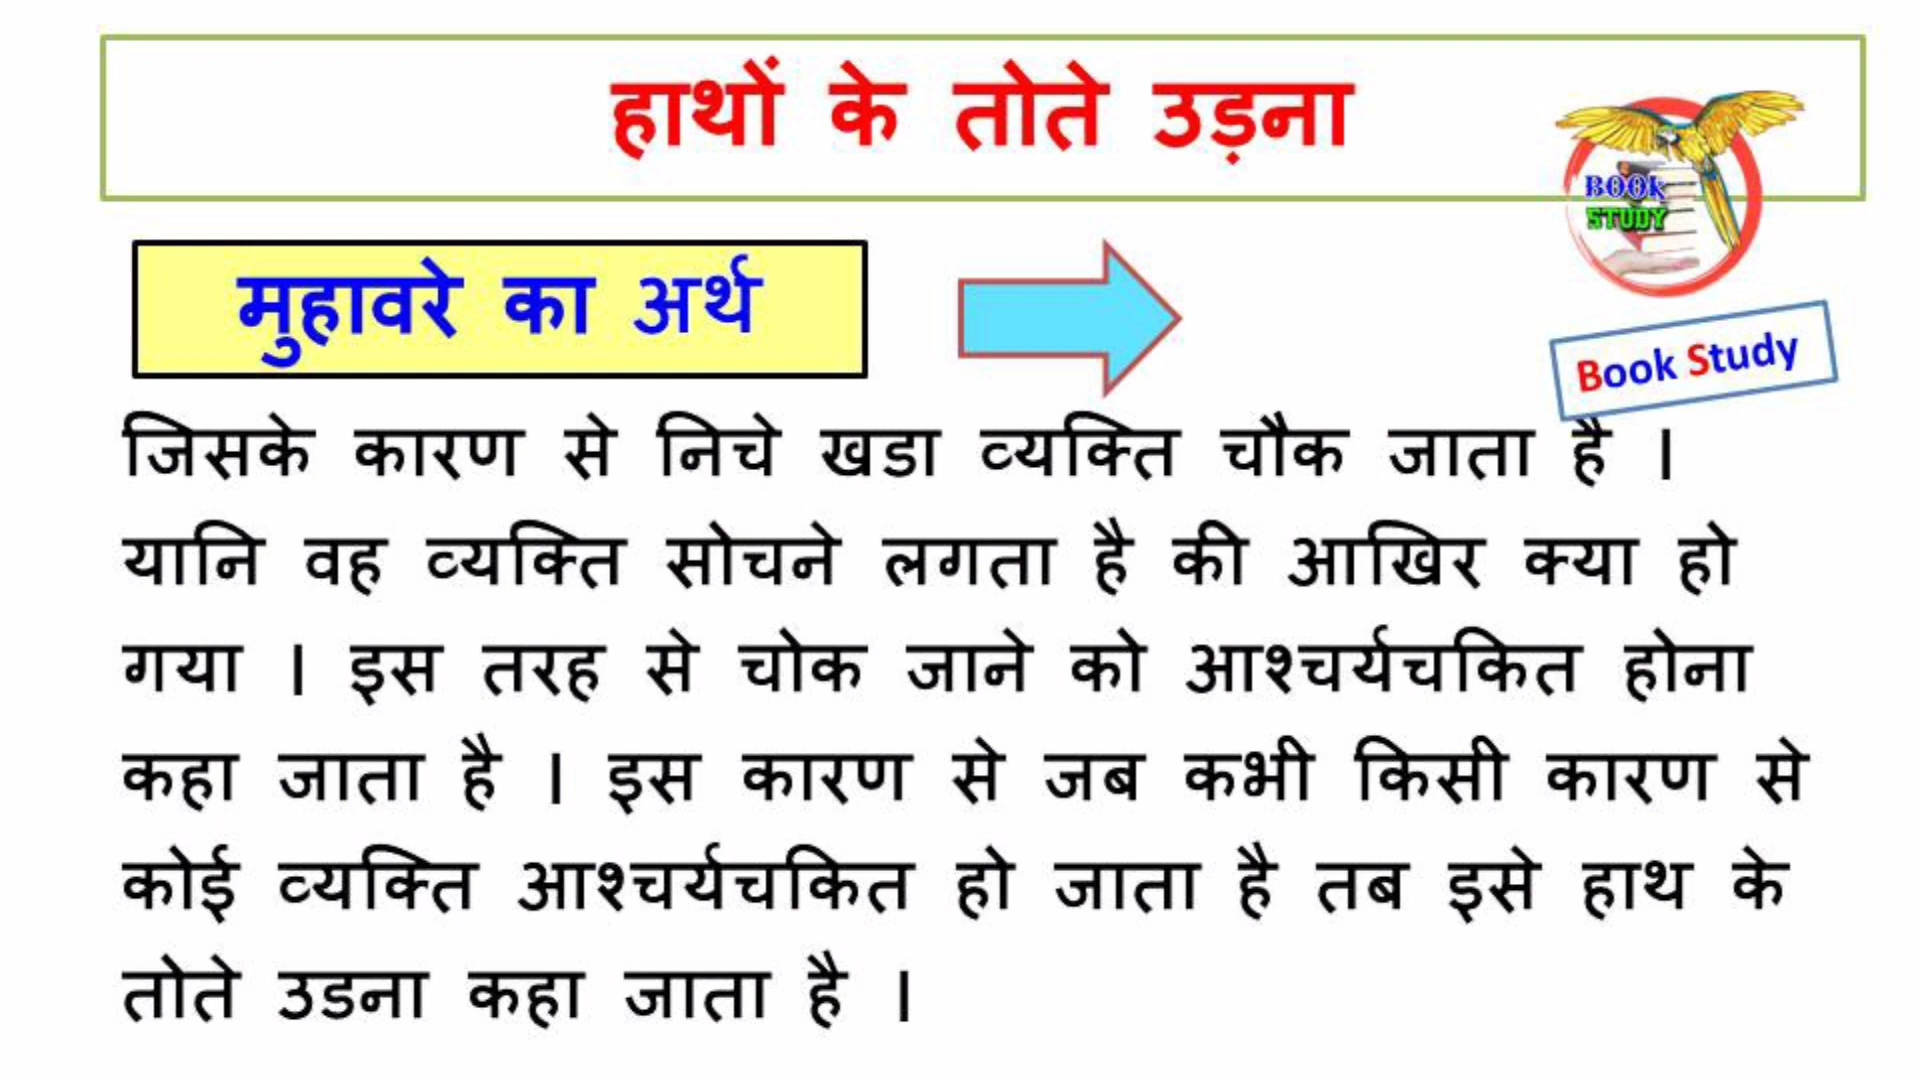 हाथों के तोते उड़ना
BOOK
STUDY
मुहावरे का अर्थ
Book Study
जिसके कारण से निचे खडा व्यक्ति चौक जाता है ।
यानि वह व्यक्ति सोचने लगता है की आखिर क्या हो
गया । इस तरह से चोक जाने को आश्चर्यचकित होना
कहा जाता है । इस कारण से जब कभी किसी कारण से
कोई व्यक्ति आश्चर्यचकित हो जाता है तब इसे हाथ के
तोते उडना कहा जाता है ।